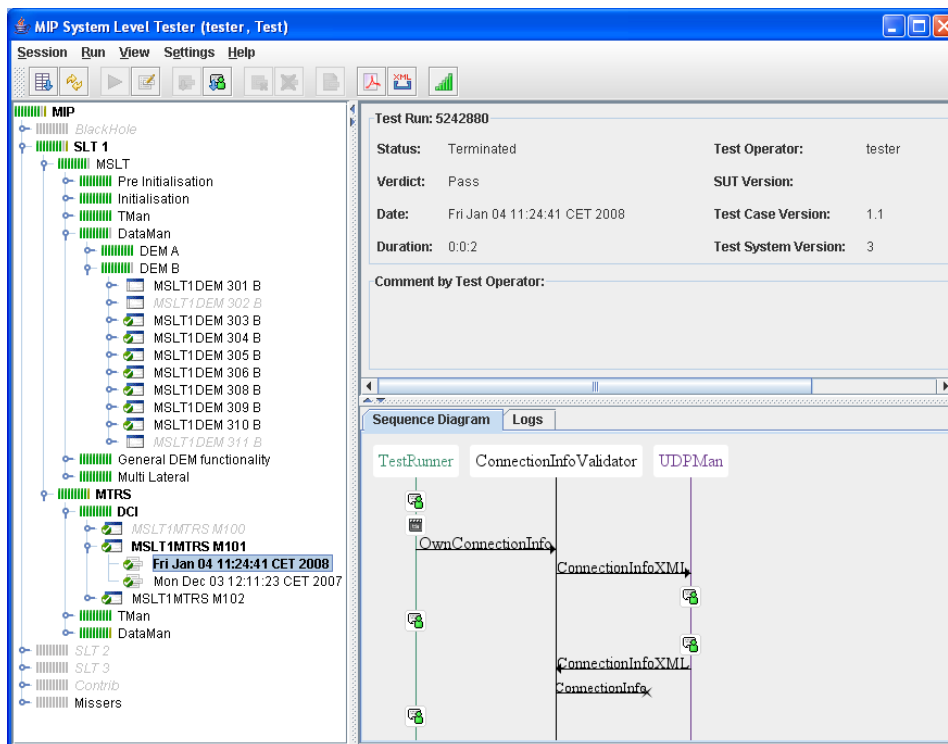 MIP System Level Tester (tester, Test)
Session Run View Settings Help
XML
MIP
BlackHole
SLT 1
MSLT
Pre Initialisation
Initialisation
TMan
DataMan
DEM A
DEM B
MSLT1DEM 301 B
MSLT1DEM 302 B
MSLT1DEM 303 B
MSLT1DEM 304 B
MSLT1DEM 305 B
MSLT1DEM 306 B
MSLT1DEM 308 B
MSLT1DEM 309 B
MSLT1DEM 310 B
MSLT1DEM 311 B
General DEM functionality
Multi Lateral
MTRS
DCI
MSLT1MTRS M100
MSLT1MTRS M101
Fri Jan 04 11:24:41 CET 2008
Mon Dec 03 12:11:23 CET 2007
MSLT1MTRS M102
TMan
DataMan
SLT 2
SLT 3
Contrib
Missers
Test Run: 5242880
Status: Terminated Test Operator: tester
Verdict: Pass SUT Version:
Date: Fri Jan 04 11:24:41 CET 2008 Test Case Version: 1.1
Duration: 0:0:2 Test System Version: 3
Comment by Test Operator:
Sequence Diagram Logs
TestRunner ConnectionInfoValidator UDPMan
OwnConnectionInfo
ConnectionInfoXML
ConnectionInfoXML
ConnectionInfo